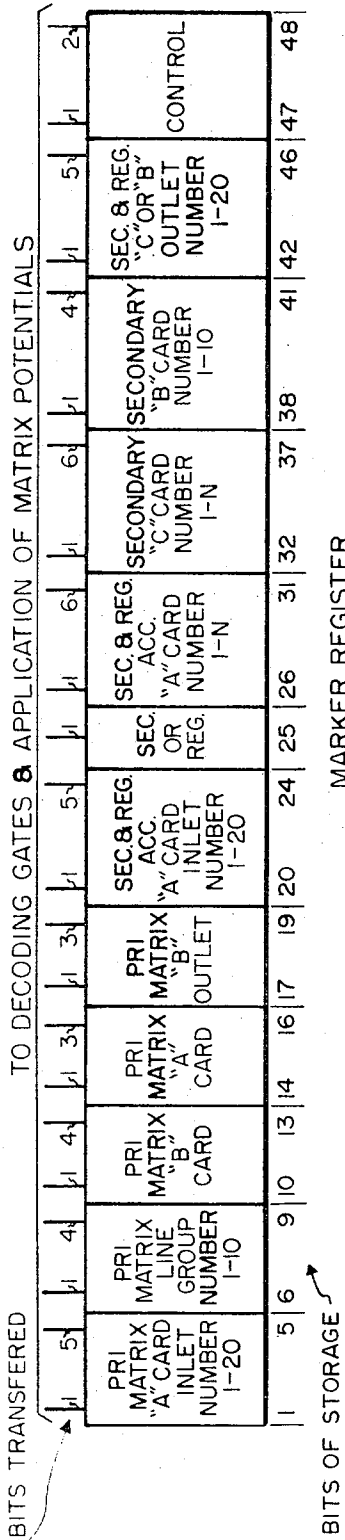 TO DECODING GATES & APPLICATION OF MATRIX POTENTIALS
BITS TRANSFERED
1 5 1 4 1 4 1 3 1 3 1 5 1 1 6 1 6 1 4 1 5 1 2
PRI
MATRIX
"A" CARD
INLET
NUMBER
1-20
PRI
MATRIX
LINE
GROUP
NUMBER
1-10
PRI
MATRIX
"B"
CARD
PRI
MATRIX
"A"
CARD
PRI
MATRIX
"B"
OUTLET
SEC. & REG.
ACC.
"A" CARD
INLET
NUMBER
1-20
SEC.
OR
REG.
SEC. & REG.
ACC.
"A" CARD
NUMBER
1-N
SECONDARY
"C" CARD
NUMBER
1-N
SECONDARY
"B" CARD
NUMBER
1-10
SEC. & REG.
"C" OR "B"
OUTLET
NUMBER
1-20
CONTROL
1 5 6 9 10 13 14 16 17 19 20 24 25 26 31 32 37 38 41 42 46 47 48
BITS OF STORAGE
MARKER REGISTER